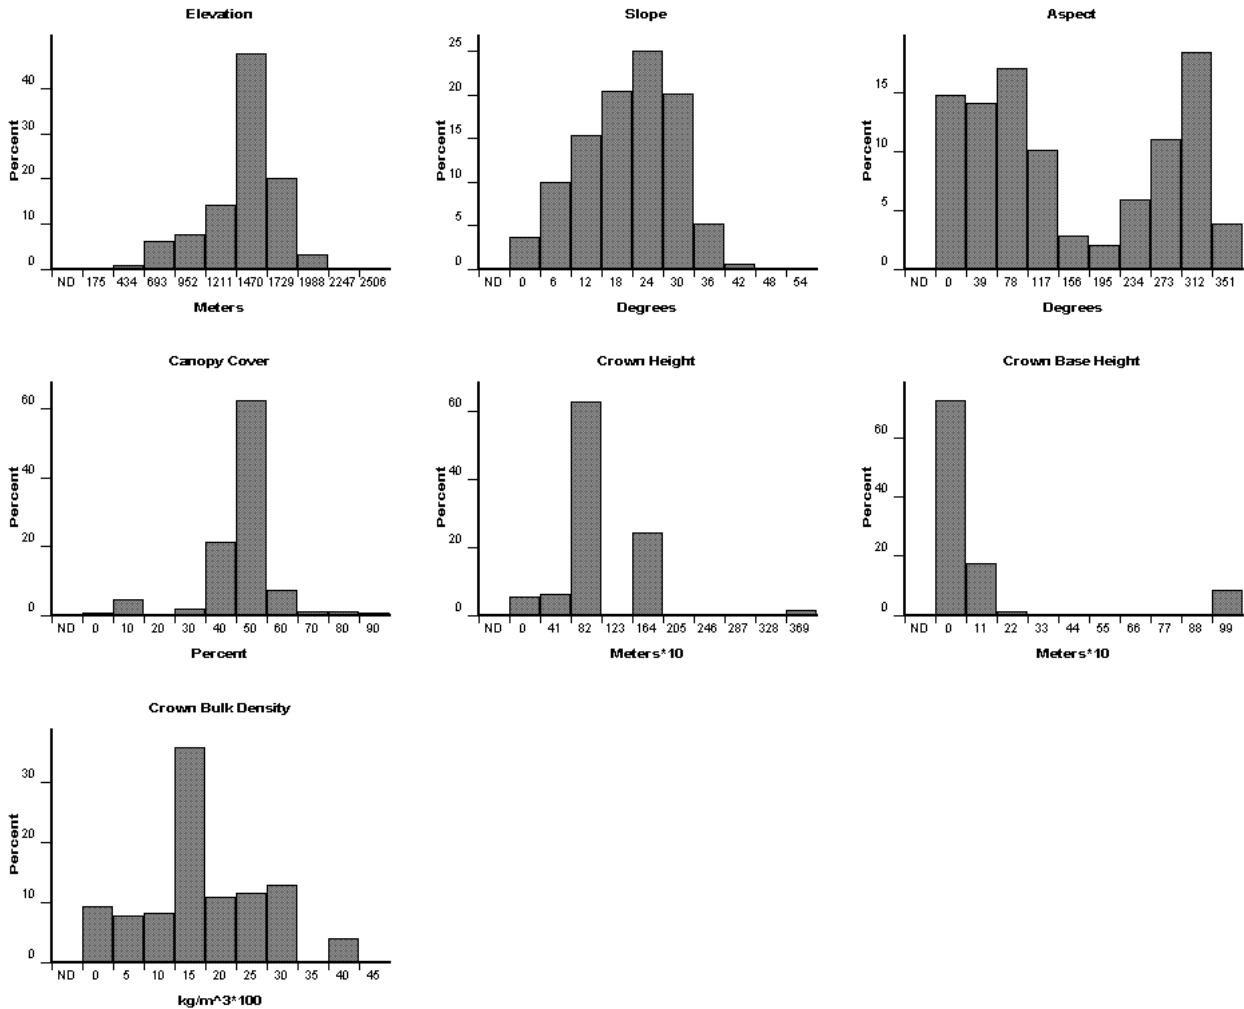 Elevation
Percent
40
30
20
10
0
ND 175 434 693 952 1211 1470 1729 1988 2247 2506
Meters
Slope
Percent
25
20
15
10
5
0
ND 0 6 12 18 24 30 36 42 48 54
Degrees
Aspect
Percent
15
10
5
0
ND 0 39 78 117 156 195 234 273 312 351
Degrees
Canopy Cover
Percent
60
40
20
0
ND 0 10 20 30 40 50 60 70 80 90
Percent
Crown Height
Percent
60
40
20
0
ND 0 41 82 123 164 205 246 287 328 369
Meters*10
Crown Base Height
Percent
60
40
20
0
ND 0 11 22 33 44 55 66 77 88 99
Meters*10
Crown Bulk Density
Percent
30
20
10
0
ND 0 5 10 15 20 25 30 35 40 45
kg/m^3*100